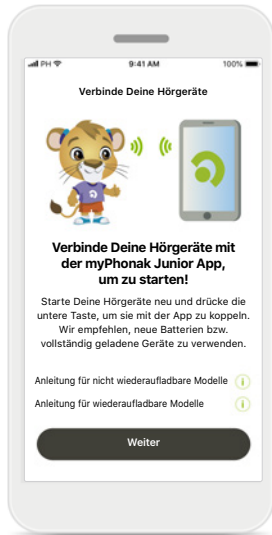 PH 9:41 AM 100%
Verbinde Deine Hörgeräte
Verbinde Deine Hörgeräte mit
der myPhonak Junior App,
um zu starten!
Starte Deine Hörgeräte neu und drücke die
untere Taste, um sie mit der App zu koppeln.
Wir empfehlen, neue Batterien bzw.
vollständig geladene Geräte zu verwenden.
Anleitung für nicht wiederaufladbare Modelle i
Anleitung für wiederaufladbare Modelle i
Weiter